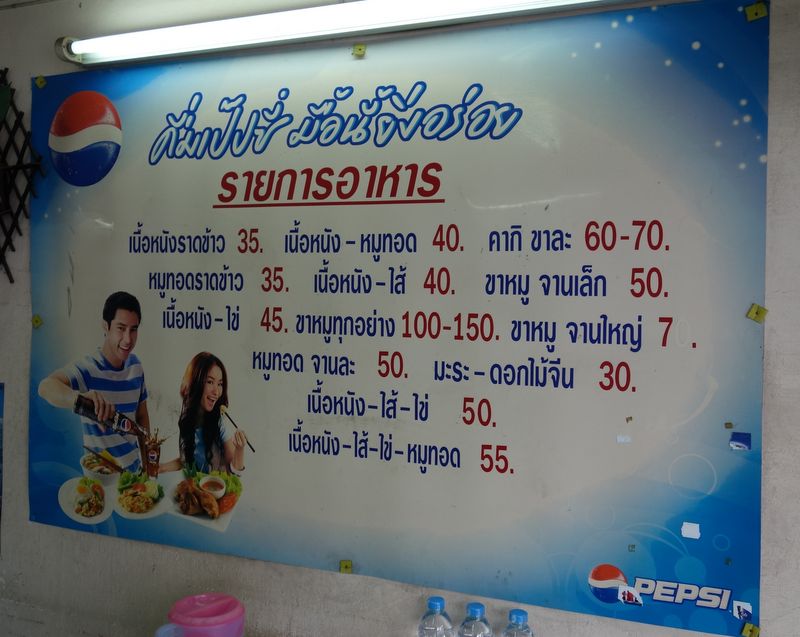 ดื่มเป๊ปซี่ มื้อนี้ยิ่งอร่อย
รายการอาหาร
เนื้อหนังราดข้าว 35. เนื้อหนัง-หมูทอด 40. คากิ ขาละ 60-70.
หมูทอดราดข้าว 35. เนื้อหนัง-ไส้ 40. ขาหมู จานเล็ก 50.
เนื้อหนัง-ไข่ 45. ขาหมูทุกอย่าง 100-150. ขาหมู จานใหญ่ 70.
หมูทอด จานละ 50. มะระ-ดอกไม้จีน 30.
เนื้อหนัง-ไส้-ไข่ 50.
เนื้อหนัง-ไส้-ไข่-หมูทอด 55.
PEPSI